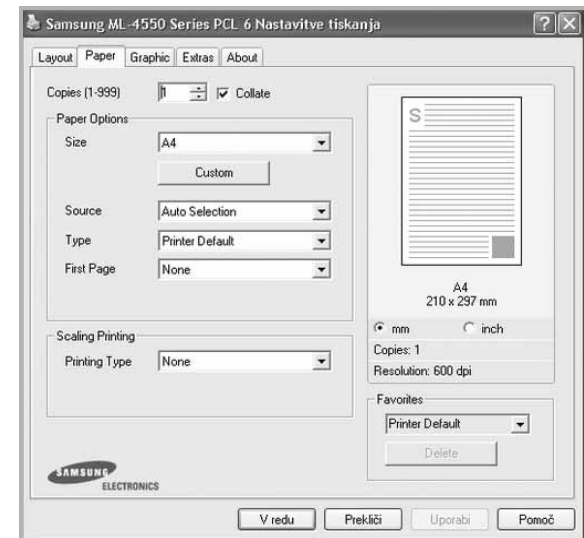 Samsung ML-4550 Series PCL 6 Nastavitve tiskanja
Layout Paper Graphic Extras About
Copies (1-999) 1 Collate
Paper Options
Size A4
Custom
Source Auto Selection
Type Printer Default
First Page None
Scaling Printing
Printing Type None
S
A4
210 x 297 mm
mm inch
Copies: 1
Resolution: 600 dpi
Favorites
Printer Default
Delete
SAMSUNG
ELECTRONICS
V redu Prekliči Uporabi Pomoč